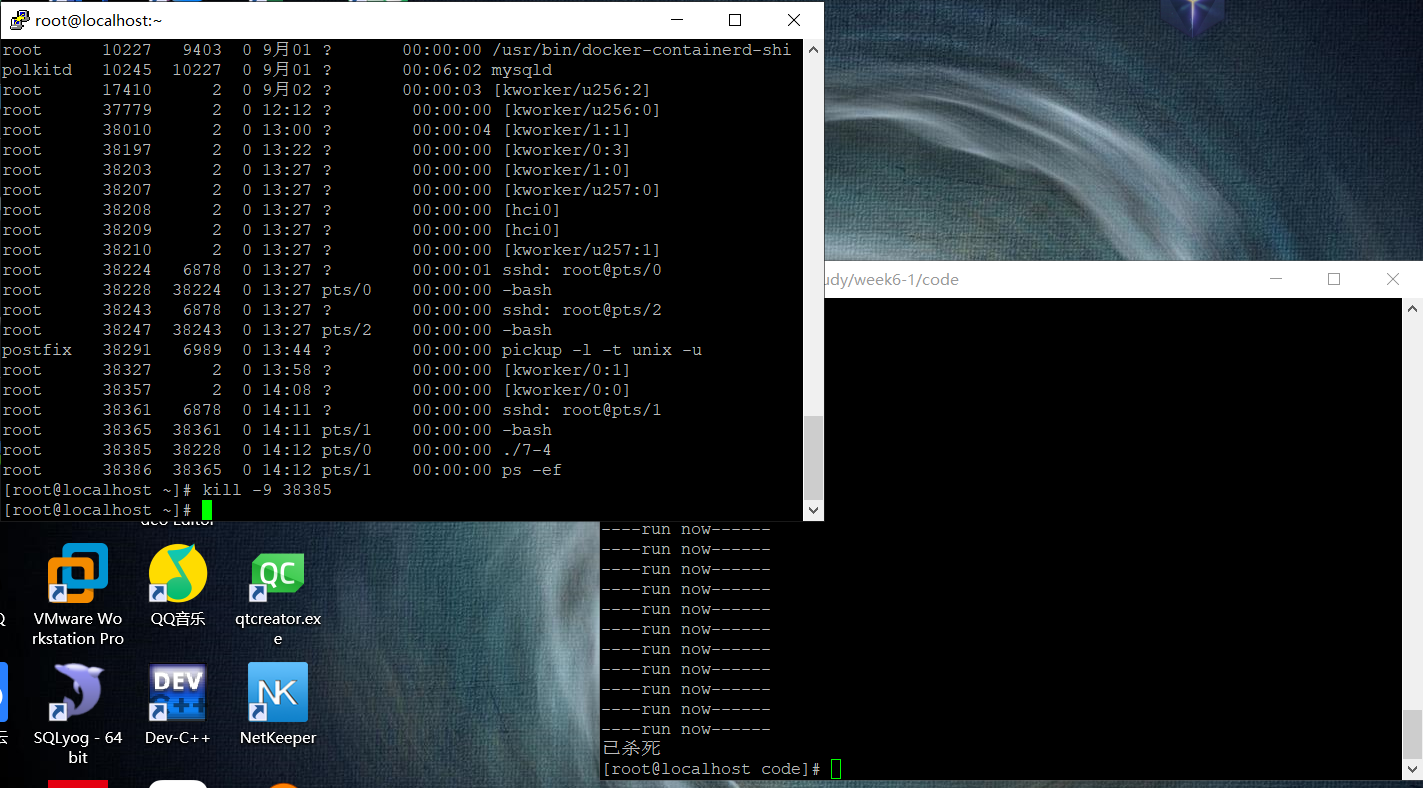 root@localhost:~
root      10227   9403  0 9月01 ?       00:00:00 /usr/bin/docker-containerd-shi
polkitd   10245  10227  0 9月01 ?       00:06:02 mysqld
root      17410      2  0 9月02 ?       00:00:03 [kworker/u256:2]
root      37779      2  0 12:12 ?        00:00:00 [kworker/u256:0]
root      38010      2  0 13:00 ?        00:00:04 [kworker/1:1]
root      38197      2  0 13:22 ?        00:00:00 [kworker/0:3]
root      38203      2  0 13:27 ?        00:00:00 [kworker/1:0]
root      38207      2  0 13:27 ?        00:00:00 [kworker/u257:0]
root      38208      2  0 13:27 ?        00:00:00 [hci0]
root      38209      2  0 13:27 ?        00:00:00 [hci0]
root      38210      2  0 13:27 ?        00:00:00 [kworker/u257:1]
root      38224   6878  0 13:27 ?        00:00:01 sshd: root@pts/0
root      38228  38224  0 13:27 pts/0    00:00:00 -bash
root      38243   6878  0 13:27 ?        00:00:00 sshd: root@pts/2
root      38247  38243  0 13:27 pts/2    00:00:00 -bash
postfix   38291   6989  0 13:44 ?        00:00:00 pickup -l -t unix -u
root      38327      2  0 13:58 ?        00:00:00 [kworker/0:1]
root      38357      2  0 14:08 ?        00:00:00 [kworker/0:0]
root      38361   6878  0 14:11 ?        00:00:00 sshd: root@pts/1
root      38365  38361  0 14:11 pts/1    00:00:00 -bash
root      38385  38228  0 14:12 pts/0    00:00:00 ./7-4
root      38386  38365  0 14:12 pts/1    00:00:00 ps -ef
[root@localhost ~]# kill -9 38385
[root@localhost ~]#
udy/week6-1/code
----run now------
----run now------
----run now------
----run now------
----run now------
----run now------
----run now------
----run now------
----run now------
----run now------
----run now------
已杀死
[root@localhost code]#
Editor
VMware Wo
rkstation Pro
QQ音乐
QC
qtcreator.ex
e
SQLyog - 64
bit
DEV
C++
Dev-C++
NK
NetKeeper
云